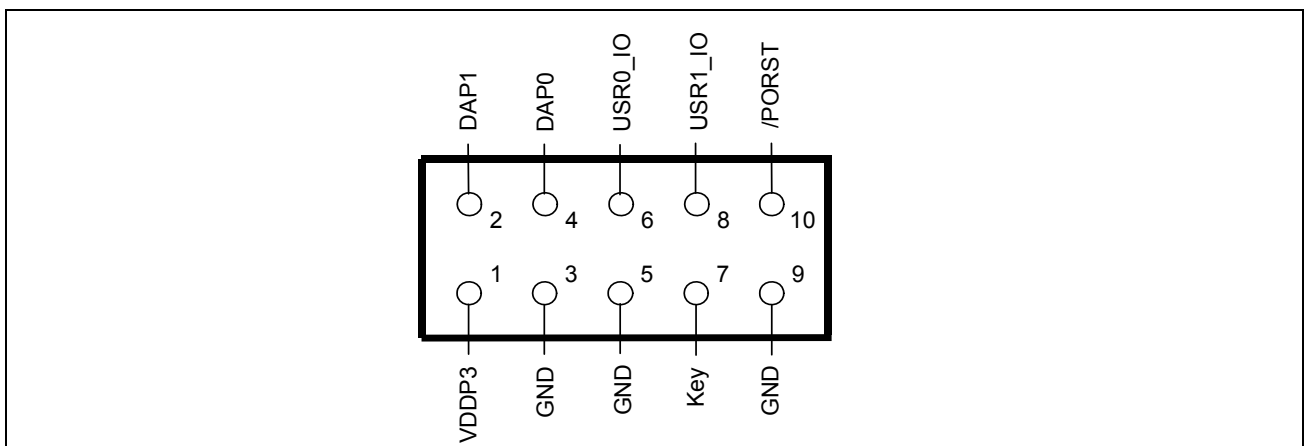 DAP1
DAP0
USR0_IO
USR1_IO
/PORST
2
4
6
8
10
1
3
5
7
9
VDDP3
GND
GND
Key
GND